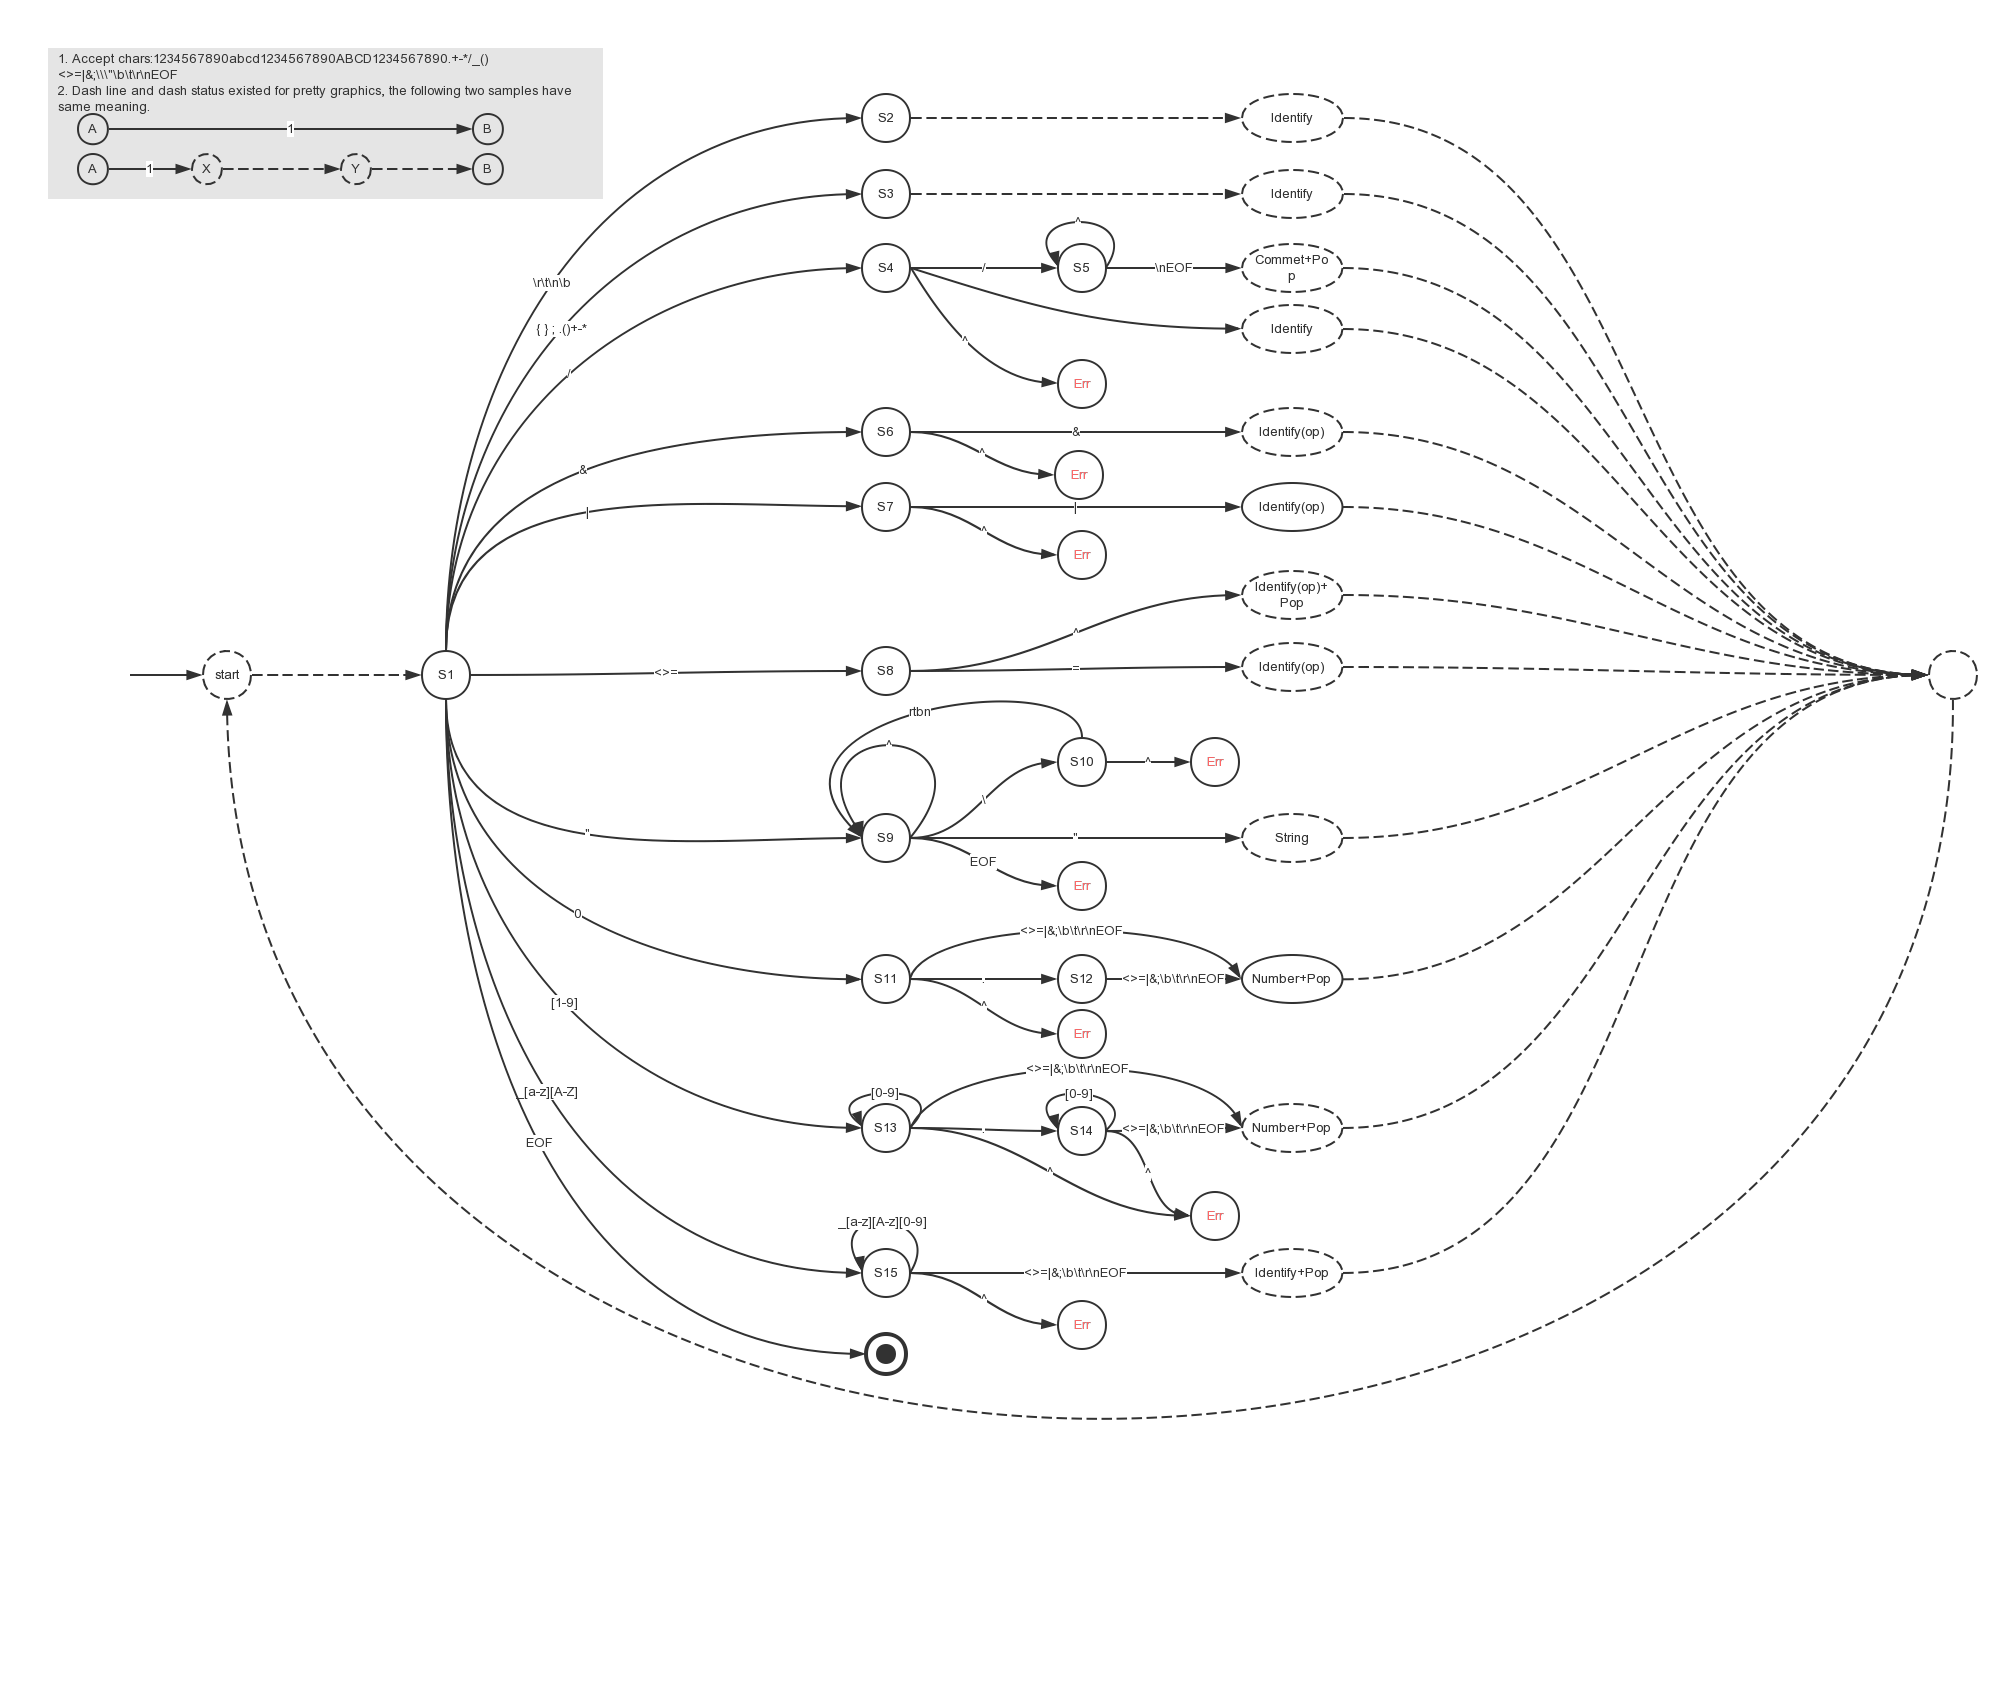 1. Accept chars:1234567890abcd1234567890ABCD1234567890.+-*/_()
<>=|&;\\\"\b\t\r\nEOF
2. Dash line and dash status existed for pretty graphics, the following two samples have
same meaning.
A
1
B
A
1
X
Y
B
S2
Identify
S3
Identify
^
S4
/
S5
\nEOF
Commet+Po
p
\r\t\n\b
{ } ; .()+-*
Identify
^
/
Err
S6
&
Identify(op)
^
&
Err
S7
|
Identify(op)
|
^
Err
Identify(op)+
Pop
^
start
S1
<>=
S8
=
Identify(op)
rtbn
^
S10
^
Err
\
"
S9
"
String
EOF
Err
0
<>=|&;\b\t\r\nEOF
S11
.
S12
<>=|&;\b\t\r\nEOF
Number+Pop
[1-9]
^
Err
<>=|&;\b\t\r\nEOF
_[a-z][A-Z]
[0-9]
[0-9]
S13
.
S14
<>=|&;\b\t\r\nEOF
Number+Pop
EOF
^
^
Err
_[a-z][A-z][0-9]
S15
<>=|&;\b\t\r\nEOF
Identify+Pop
^
Err